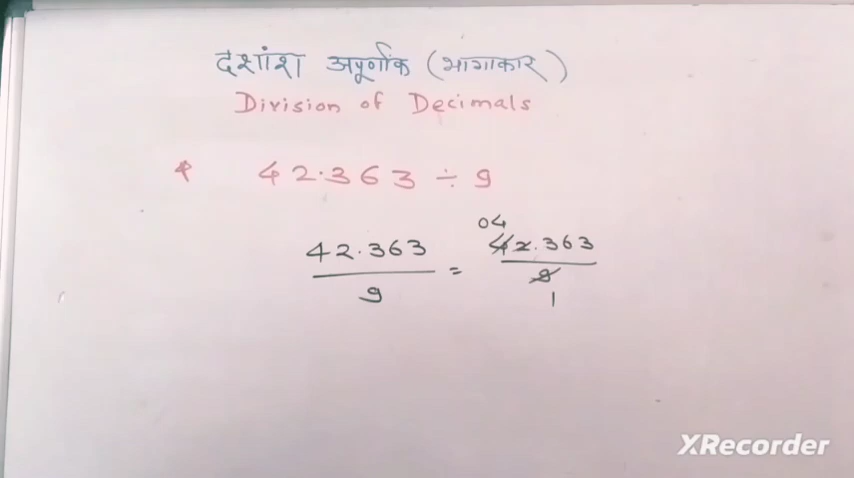 दशांश अपूर्णांक (भागाकार)
Division of Decimals
* 42.363 ÷ 9
04
42.363 = 42.363
9 9
1
XRecorder